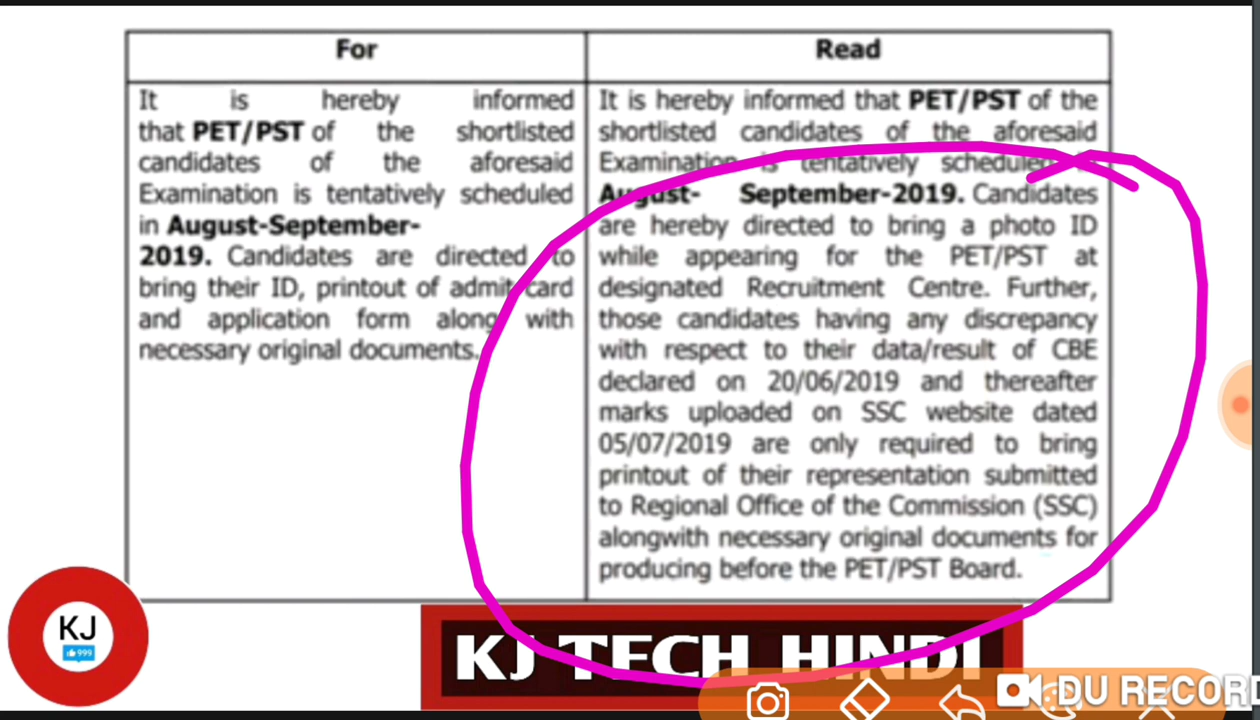 For
It is hereby informed
that PET/PST of the shortlisted
candidates of the aforesaid
Examination is tentatively scheduled
in August-September-
2019. Candidates are directed to
bring their ID, printout of admit card
and application form along with
necessary original documents.
Read
It is hereby informed that PET/PST of the
shortlisted candidates of the aforesaid
Examination is tentatively scheduled
August- September-2019. Candidates
are hereby directed to bring a photo ID
while appearing for the PET/PST at
designated Recruitment Centre. Further,
those candidates having any discrepancy
with respect to their data/result of CBE
declared on 20/06/2019 and thereafter
marks uploaded on SSC website dated
05/07/2019 are only required to bring
printout of their representation submitted
to Regional Office of the Commission (SSC)
alongwith necessary original documents for
producing before the PET/PST Board.
KJ
999
KJ TECH HINDI
DU RECOR